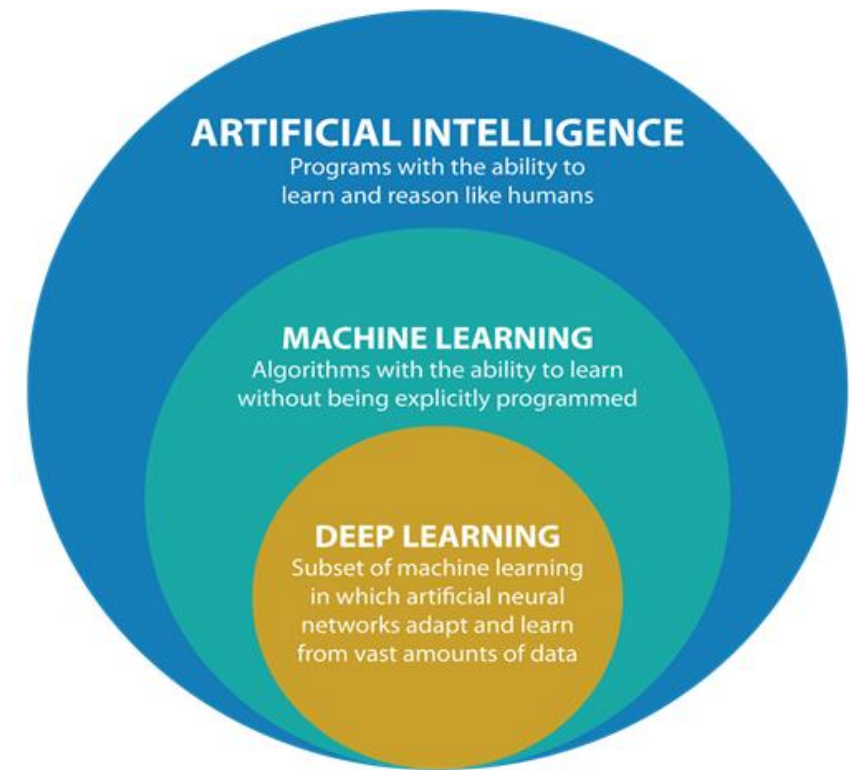 ARTIFICIAL INTELLIGENCE
Programs with the ability to
learn and reason like humans
MACHINE LEARNING
Algorithms with the ability to learn
without being explicitly programmed
DEEP LEARNING
Subset of machine learning
in which artificial neural
networks adapt and learn
from vast amounts of data